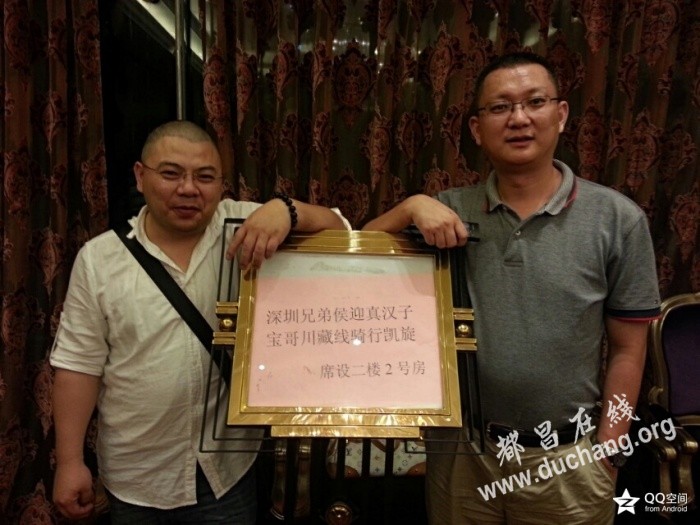 深圳兄弟侯迎真汉子
宝哥川藏线骑行凯旋
席设二楼2号房
都昌在线
www.duchang.org
QQ空间
from Android